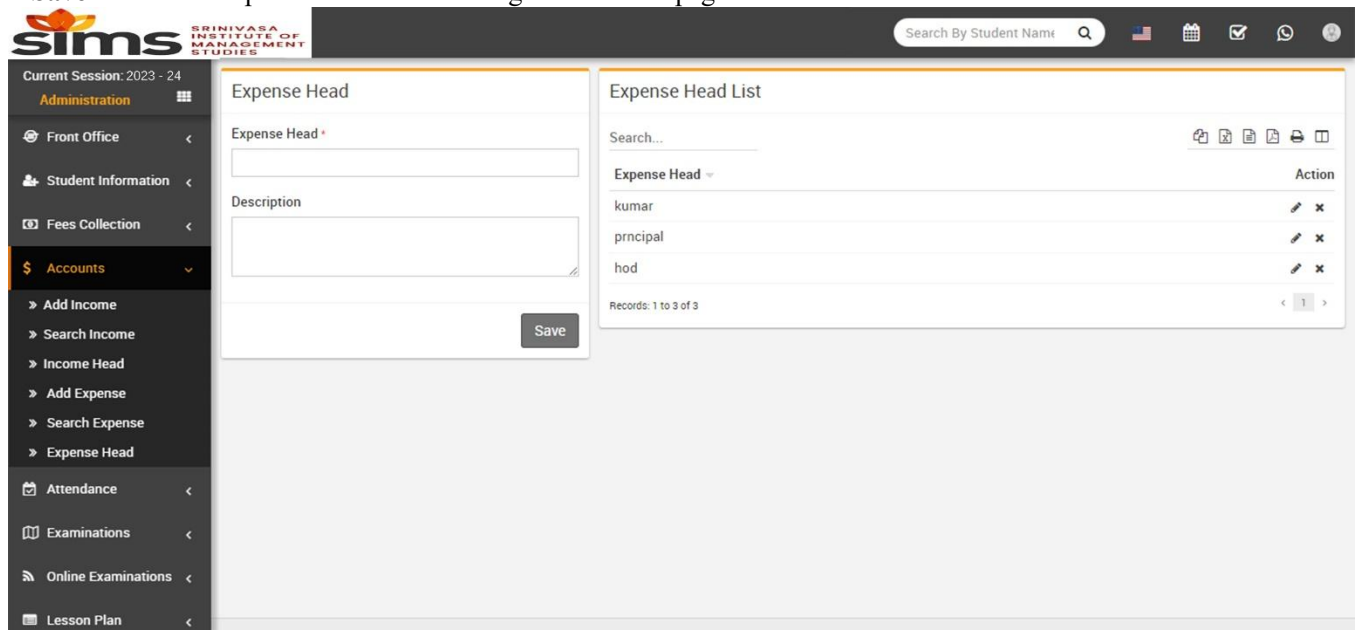 sims
SRINIVASA
INSTITUTE OF
MANAGEMENT
STUDIES
Search By Student Name
Current Session: 2023 - 24
Administration
Front Office
Student Information
Fees Collection
$ Accounts
» Add Income
» Search Income
» Income Head
» Add Expense
» Search Expense
» Expense Head
Attendance
Examinations
Online Examinations
Lesson Plan
Expense Head
Expense Head *
Description
Save
Expense Head List
Search...
Expense Head Action
kumar
prncipal
hod
Records: 1 to 3 of 3 < 1 >